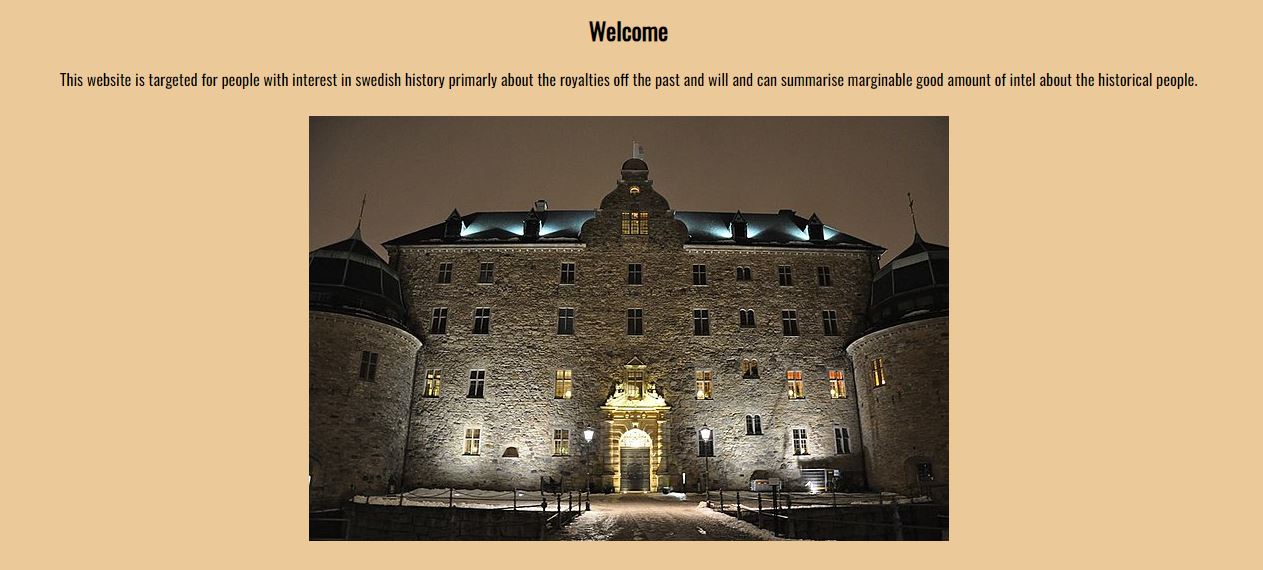 Welcome
This website is targeted for people with interest in swedish history primarly about the royalties off the past and will and can summarise marginable good amount of intel about the historical people.